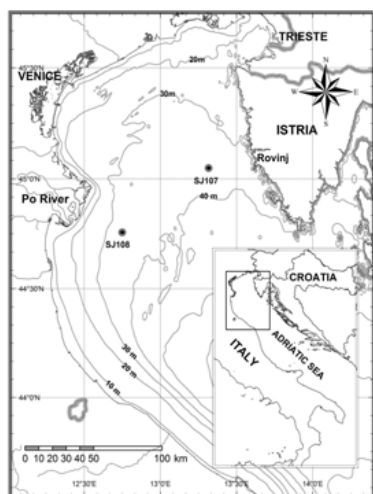 TRIESTE
20m
45°30'N
VENICE
30m
N
W
E
S
ISTRIA
Rovinj
SJ107
45°0'N
40 m
Po River
SJ108
CROATIA
44°30'N
ADRIATIC SEA
ITALY
30 m
20 m
10 m
44°0'N
0 10 20 30 40 50
100
km
12°30'
13°0'
13°30'
14°0'